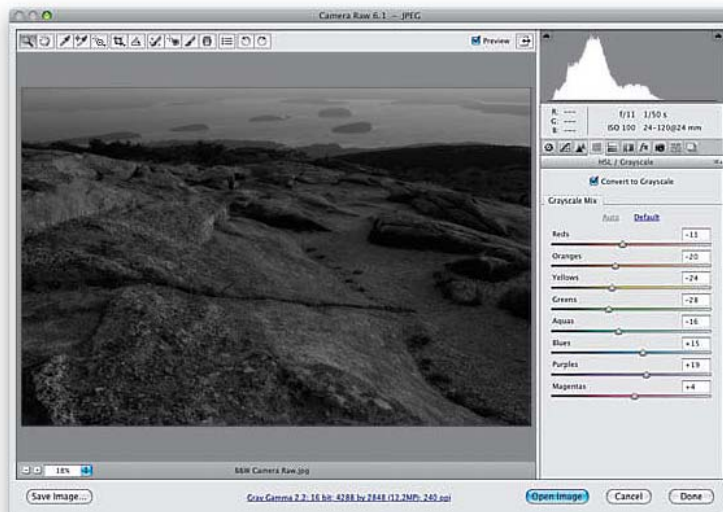 Camera Raw 6.1 – JPEG
Preview
R: ---
G: ---
B: ---
f/11 1/50 s
ISO 100 24-120@24 mm
fx
HSL / Grayscale
Convert to Grayscale
Grayscale Mix
Auto Default
Reds -11
Oranges -20
Yellows -24
Greens -28
Aquas -16
Blues +15
Purples +19
Magentas +4
18%
B&W Camera Raw.jpg
Save Image...
Gray Gamma 2.2; 16 bit; 4288 by 2848 (12.2MP); 240 ppi
Open Image
Cancel
Done